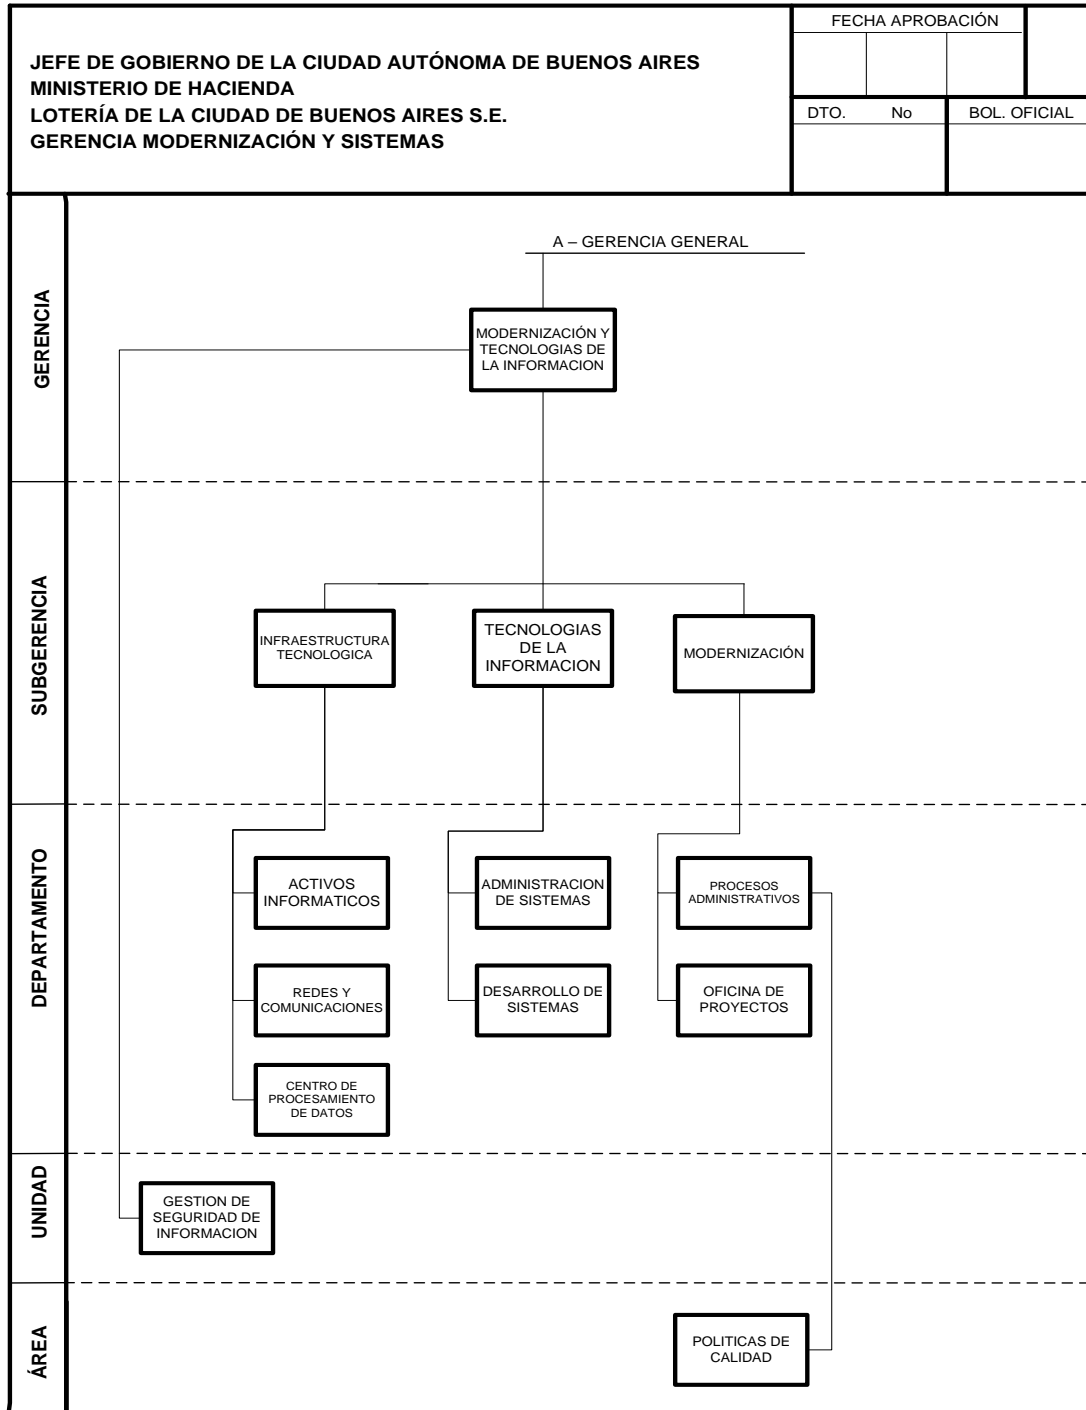 JEFE DE GOBIERNO DE LA CIUDAD AUTÓNOMA DE BUENOS AIRES
MINISTERIO DE HACIENDA
LOTERÍA DE LA CIUDAD DE BUENOS AIRES S.E.
GERENCIA MODERNIZACIÓN Y SISTEMAS
FECHA APROBACIÓN
DTO. No
BOL. OFICIAL
GERENCIA
A – GERENCIA GENERAL
MODERNIZACIÓN Y
TECNOLOGIAS DE
LA INFORMACION
SUBGERENCIA
INFRAESTRUCTURA
TECNOLOGICA
TECNOLOGIAS
DE LA
INFORMACION
MODERNIZACIÓN
DEPARTAMENTO
ACTIVOS
INFORMATICOS
ADMINISTRACION
DE SISTEMAS
PROCESOS
ADMINISTRATIVOS
REDES Y
COMUNICACIONES
DESARROLLO DE
SISTEMAS
OFICINA DE
PROYECTOS
CENTRO DE
PROCESAMIENTO
DE DATOS
UNIDAD
GESTION DE
SEGURIDAD DE
INFORMACION
ÁREA
POLITICAS DE
CALIDAD